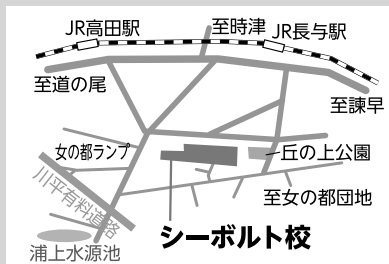 JR高田駅
至時津
JR長与駅
至道の尾
至諫早
女の都ランプ
丘の上公園
川平有料道路
至女の都団地
シーボルト校
浦上水源池